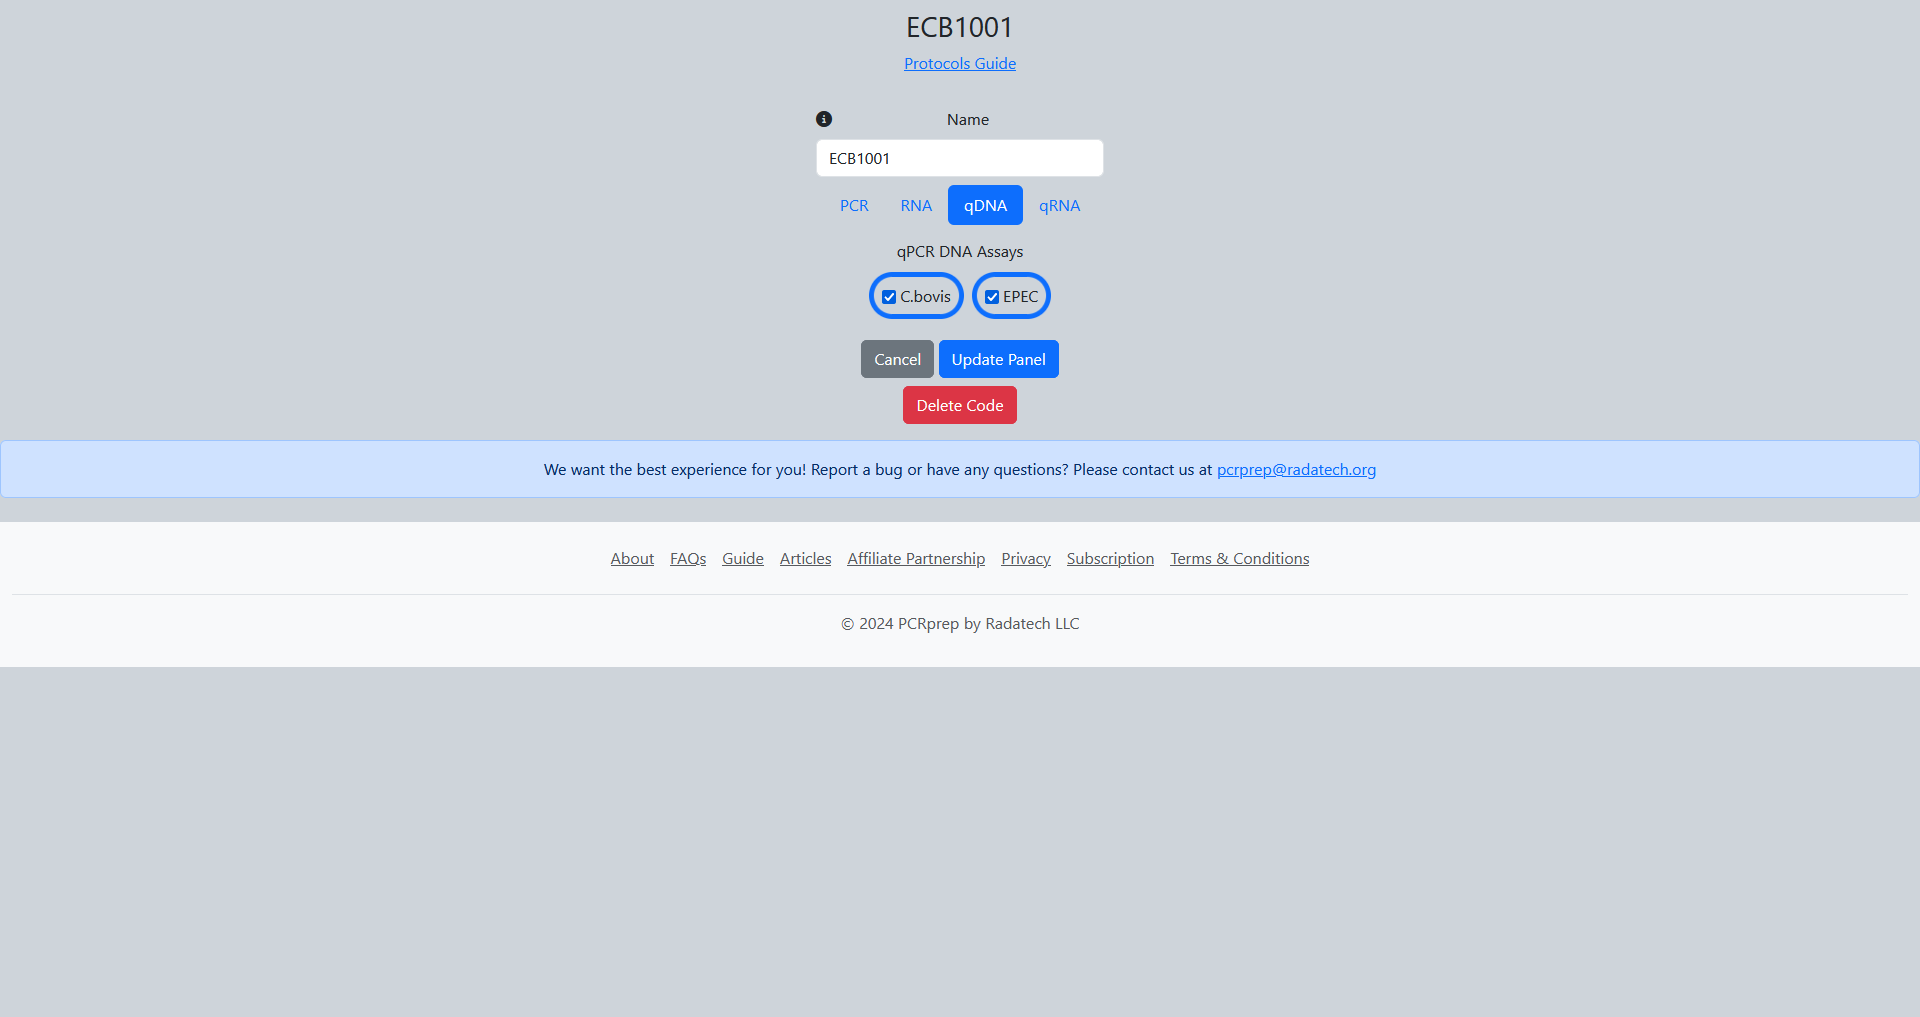 ECB1001
Protocols Guide
Name
ECB1001
PCR RNA qDNA qRNA
qPCR DNA Assays
C.bovis EPEC
Cancel Update Panel
Delete Code
We want the best experience for you! Report a bug or have any questions? Please contact us at pcrprep@radatech.org
About FAQs Guide Articles Affiliate Partnership Privacy Subscription Terms & Conditions
© 2024 PCRprep by Radatech LLC